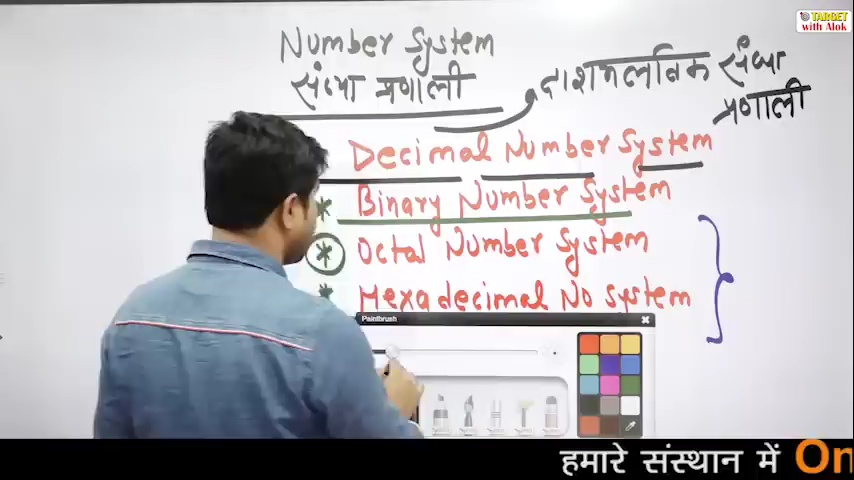 TARGET
with Alok
Number System
संख्या प्रणाली
दाशमलविक संख्या
प्रणाली
Decimal Number System
* Binary Number System
* Octal Number System
* Hexadecimal No System
Paintbrush
हमारे संस्थान में On